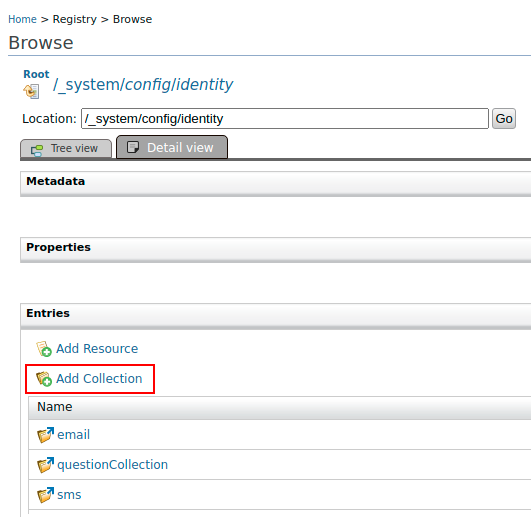 Home > Registry > Browse
Browse
Root
/_system/config/identity
Location: /_system/config/identity Go
Tree view Detail view
Metadata
Properties
Entries
Add Resource
Add Collection
Name
email
questionCollection
sms